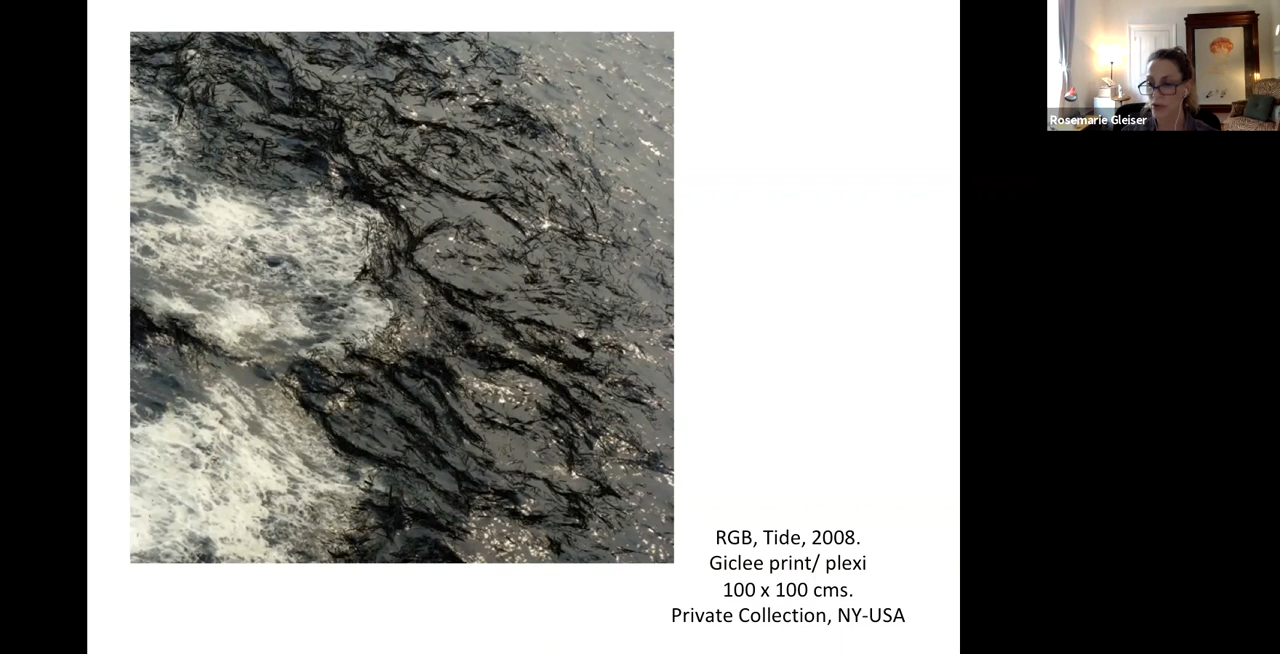 Rosemarie Gleiser
RGB, Tide, 2008.
Giclee print/ plexi
100 x 100 cms.
Private Collection, NY-USA